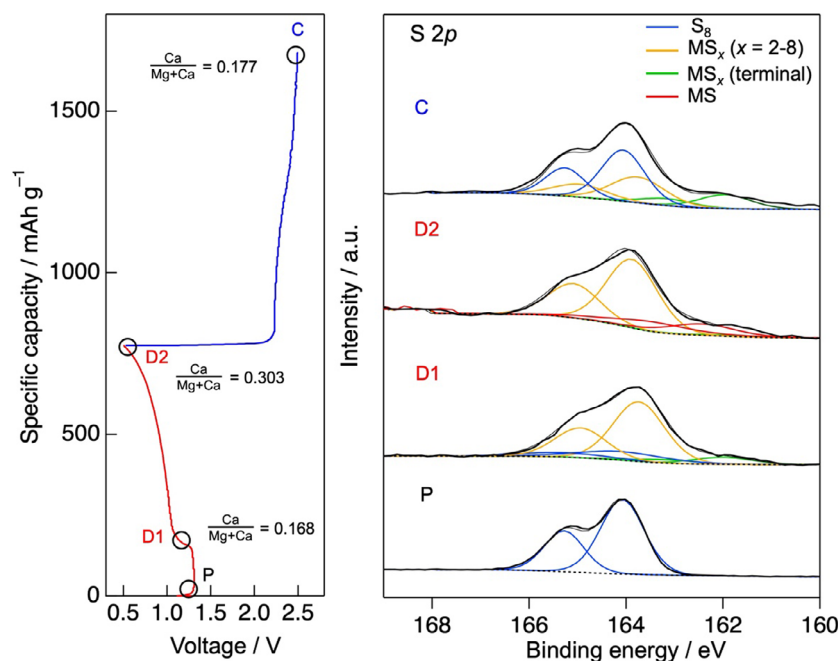 C
Ca
Mg+Ca = 0.177
1500
1000
D2
Ca
Mg+Ca = 0.303
500
D1
Ca
Mg+Ca = 0.168
P
0
0.5 1.0 1.5 2.0 2.5
Voltage / V
Specific capacity / mAh g⁻¹
S 2p
S₈
MSₓ (x = 2-8)
MSₓ (terminal)
MS
C
D2
D1
P
168 166 164 162 160
Binding energy / eV
Intensity / a.u.